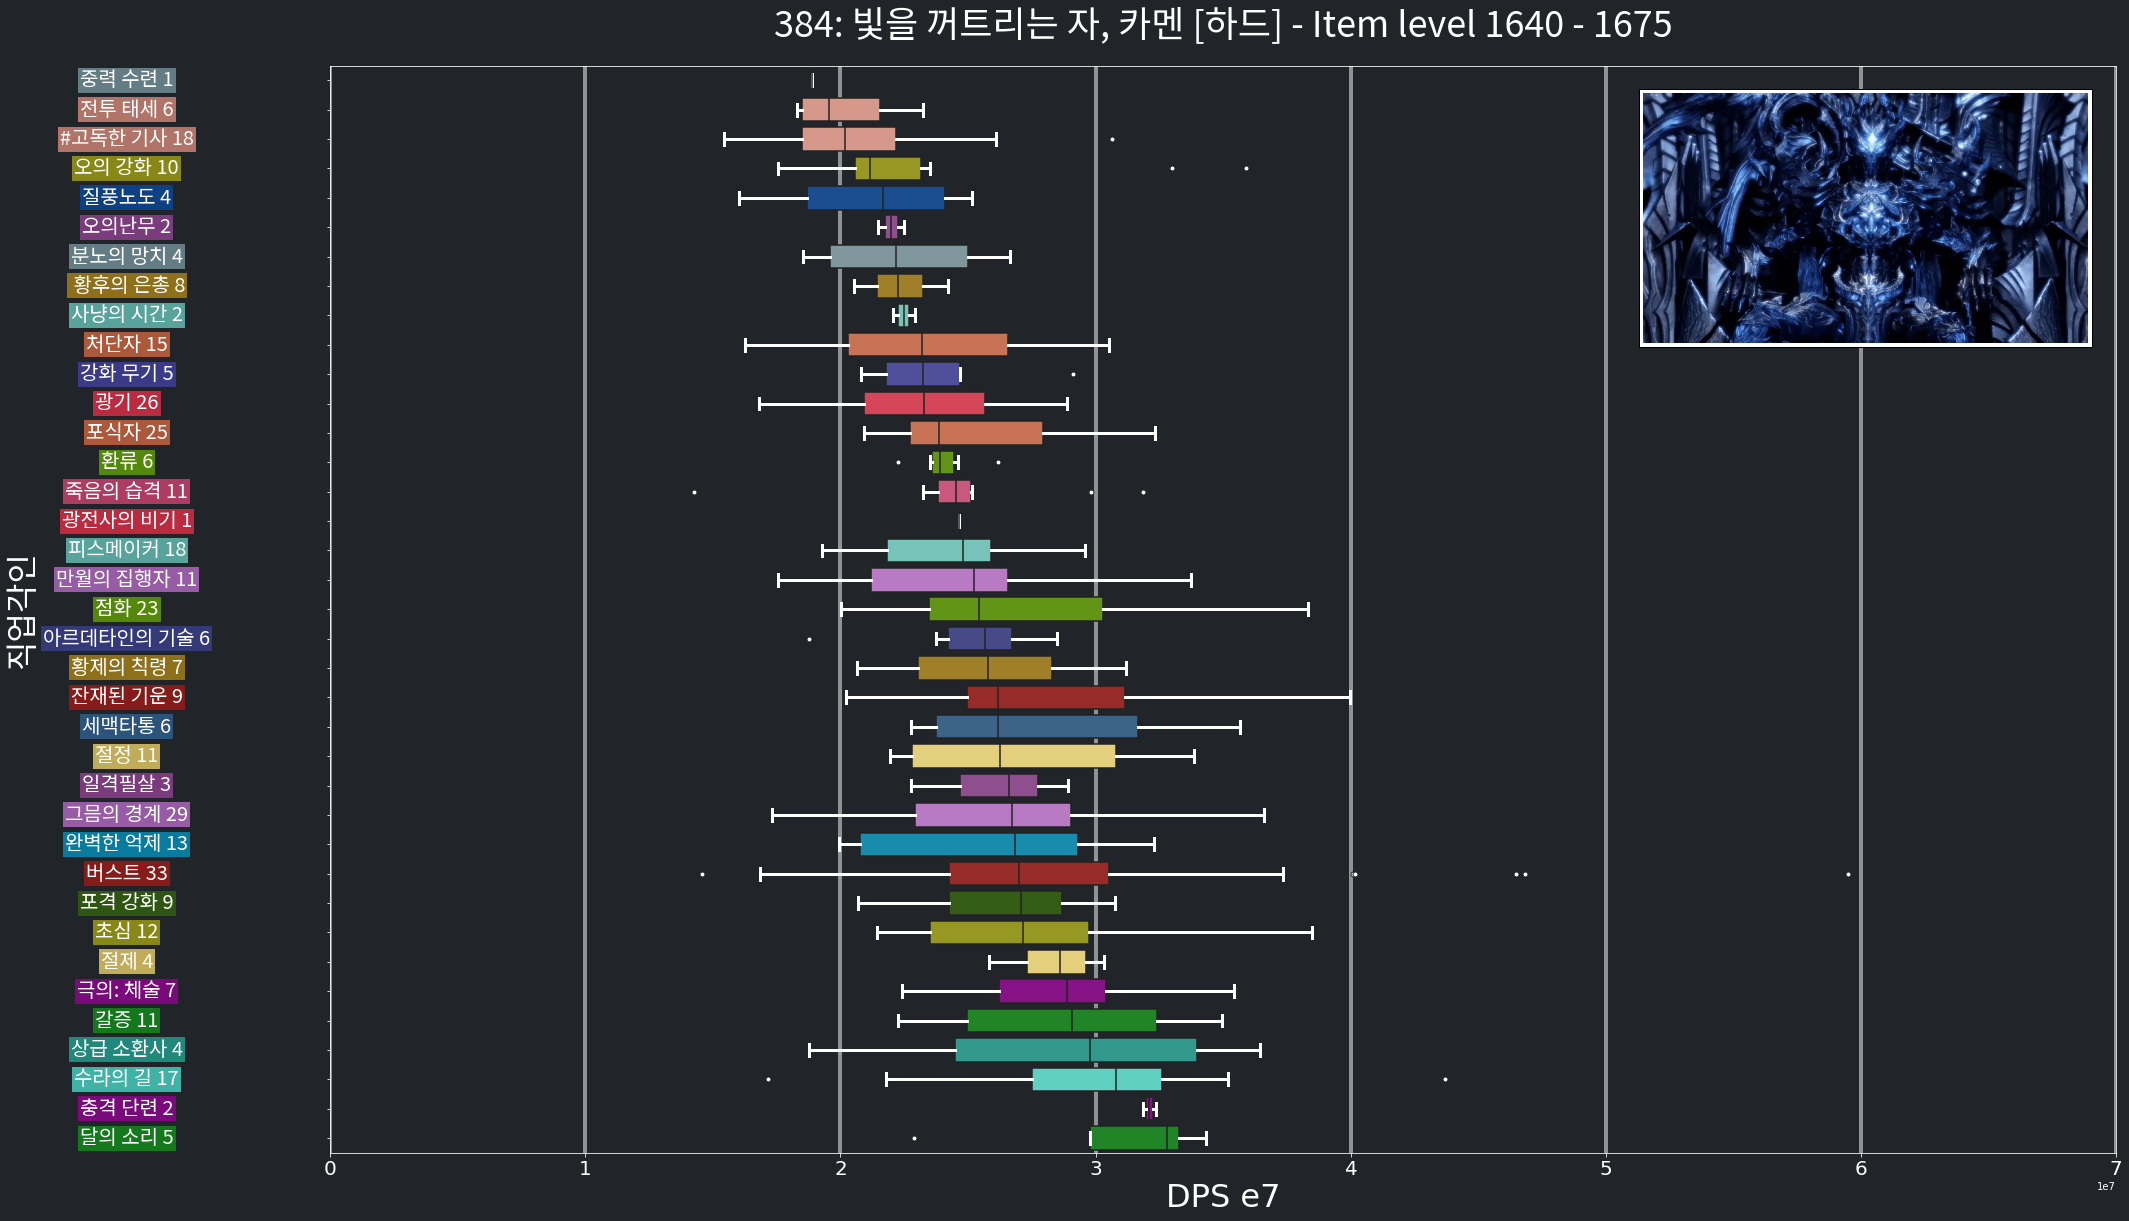 384: 빛을 꺼트리는 자, 카멘 [하드] - Item level 1640 - 1675
직업각인
중력 수련 1
전투 태세 6
#고독한 기사 18
오의 강화 10
질풍노도 4
오의난무 2
분노의 망치 4
황후의 은총 8
사냥의 시간 2
처단자 15
강화 무기 5
광기 26
포식자 25
환류 6
죽음의 습격 11
광전사의 비기 1
피스메이커 18
만월의 집행자 11
점화 23
아르데타인의 기술 6
황제의 칙령 7
잔재된 기운 9
세맥타통 6
절정 11
일격필살 3
그믐의 경계 29
완벽한 억제 13
버스트 33
포격 강화 9
초심 12
절제 4
극의: 체술 7
갈증 11
상급 소환사 4
수라의 길 17
충격 단련 2
달의 소리 5
0 1 2 3 4 5 6 7
1e7
DPS e7